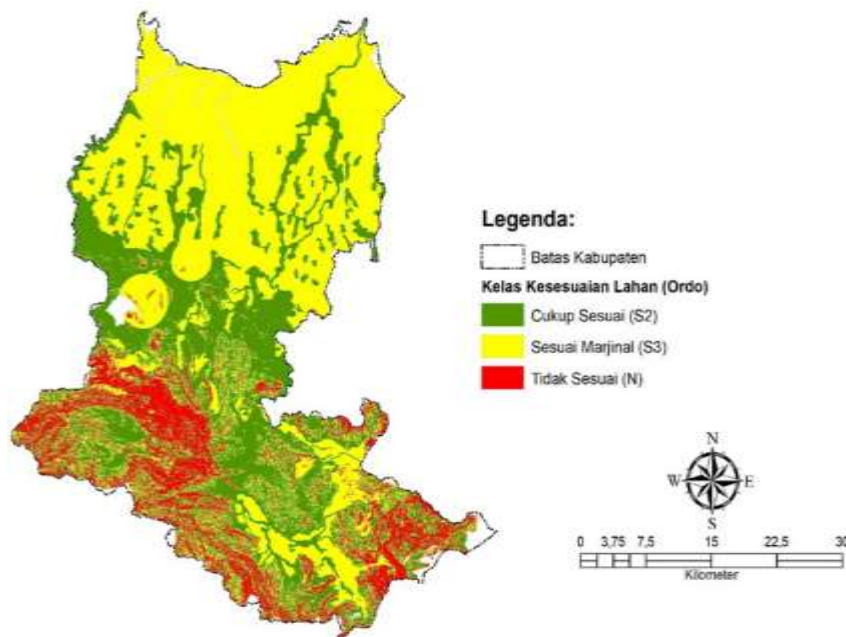 Legenda:
Batas Kabupaten
Kelas Kesesuaian Lahan (Ordo)
Cukup Sesuai (S2)
Sesuai Marjinal (S3)
Tidak Sesuai (N)
N
W E
S
0 3,75 7,5 15 22,5 30
Kilometer